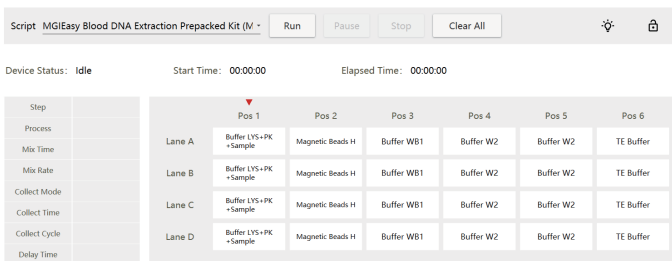 Script MGIEasy Blood DNA Extraction Prepacked Kit (M Run Pause Stop Clear All
Device Status: Idle Start Time: 00:00:00 Elapsed Time: 00:00:00
Step
Process
Mix Time
Mix Rate
Collect Mode
Collect Time
Collect Cycle
Delay Time
Pos 1 Pos 2 Pos 3 Pos 4 Pos 5 Pos 6
Lane A Buffer LYS+PK +Sample Magnetic Beads H Buffer WB1 Buffer W2 Buffer W2 TE Buffer
Lane B Buffer LYS+PK +Sample Magnetic Beads H Buffer WB1 Buffer W2 Buffer W2 TE Buffer
Lane C Buffer LYS+PK +Sample Magnetic Beads H Buffer WB1 Buffer W2 Buffer W2 TE Buffer
Lane D Buffer LYS+PK +Sample Magnetic Beads H Buffer WB1 Buffer W2 Buffer W2 TE Buffer